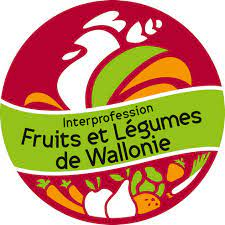 Interprofession
Fruits et Légumes
de Wallonie